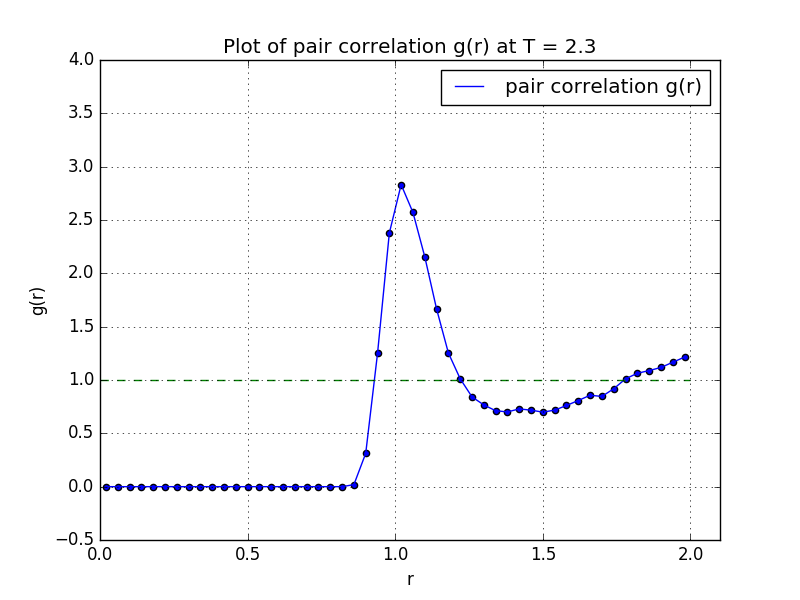 Plot of pair correlation g(r) at T = 2.3
pair correlation g(r)
4.0
3.5
3.0
2.5
2.0
1.5
1.0
0.5
0.0
−0.5
g(r)
0.0 0.5 1.0 1.5 2.0
r